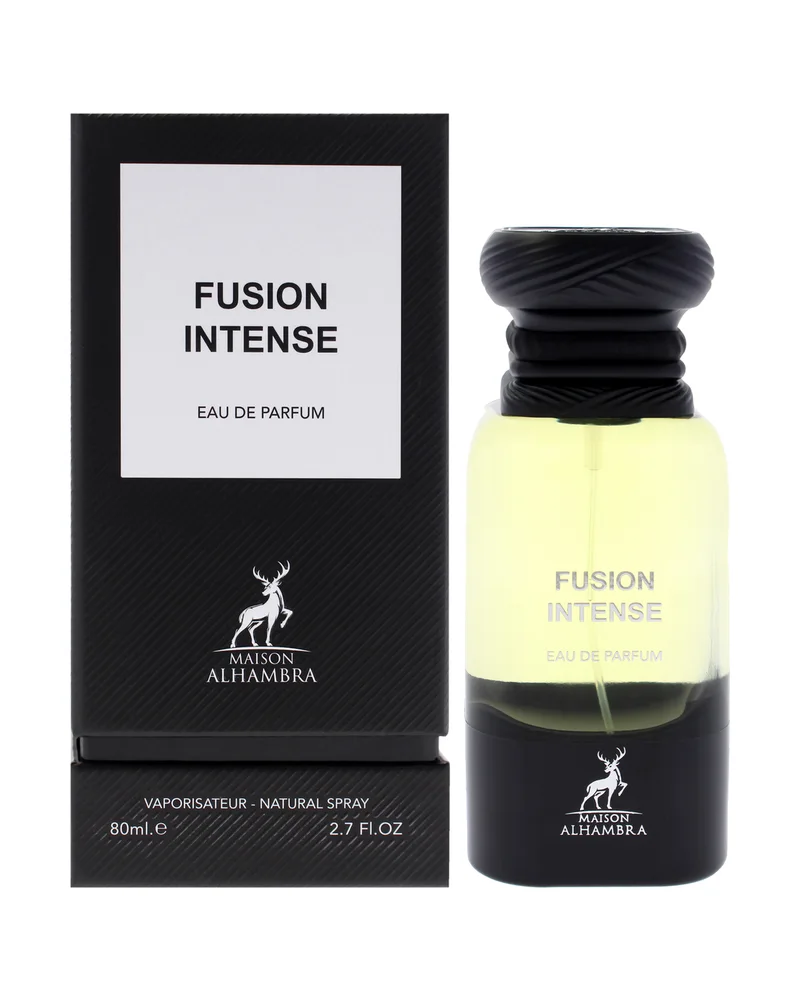 FUSION
INTENSE
EAU DE PARFUM
MAISON
ALHAMBRA
VAPORISATEUR - NATURAL SPRAY
80ml.e 2.7 Fl.OZ
FUSION
INTENSE
EAU DE PARFUM
MAISON
ALHAMBRA